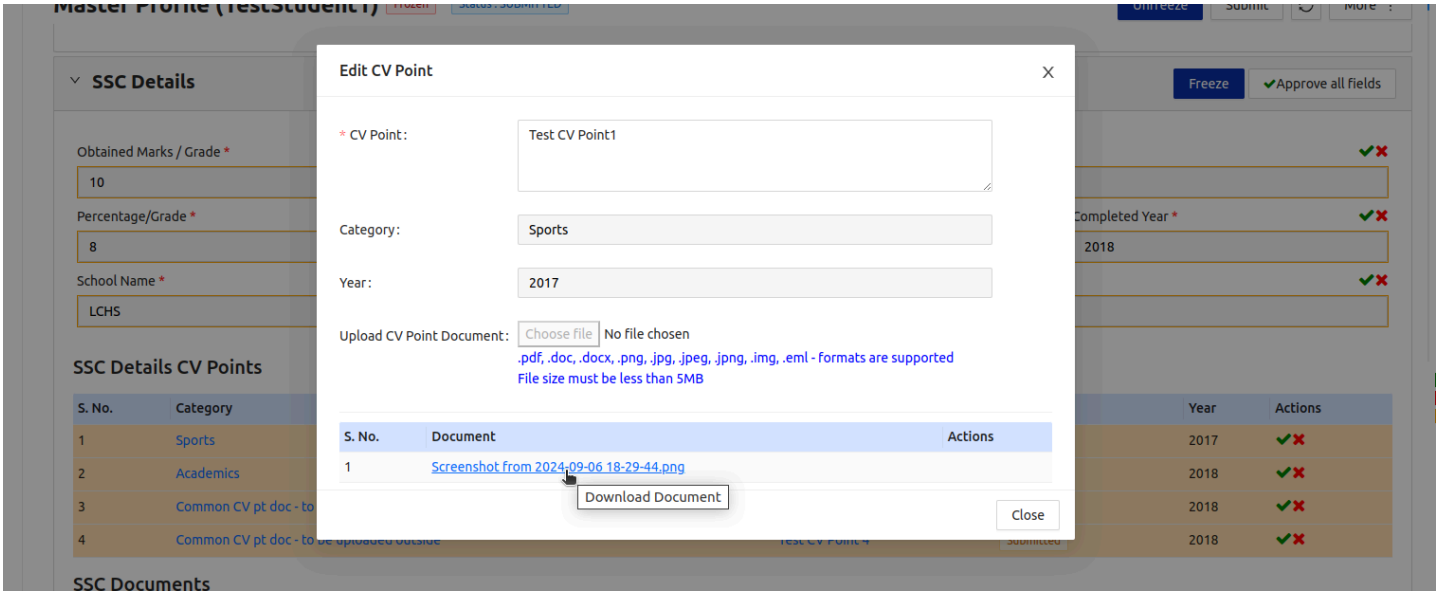 Master Profile (TestStudent1) Frozen Status : SUBMITTED Unfreeze Submit More
SSC Details Freeze Approve all fields
Edit CV Point X
* CV Point: Test CV Point1
Obtained Marks / Grade *
10
Percentage/Grade * Completed Year *
Category: Sports
8 2018
School Name *
Year: 2017
LCHS
Upload CV Point Document: Choose file No file chosen
.pdf, .doc, .docx, .png, .jpg, .jpeg, .jpng, .img, .eml - formats are supported
File size must be less than 5MB
SSC Details CV Points
S. No. Category Year Actions
1 Sports 2017
2 Academics 2018
3 Common CV pt doc - to 2018
4 Common CV pt doc - to be uploaded outside Test CV Point 4 Submitted 2018
S. No. Document Actions
1 Screenshot from 2024-09-06 18-29-44.png
Download Document
Close
SSC Documents